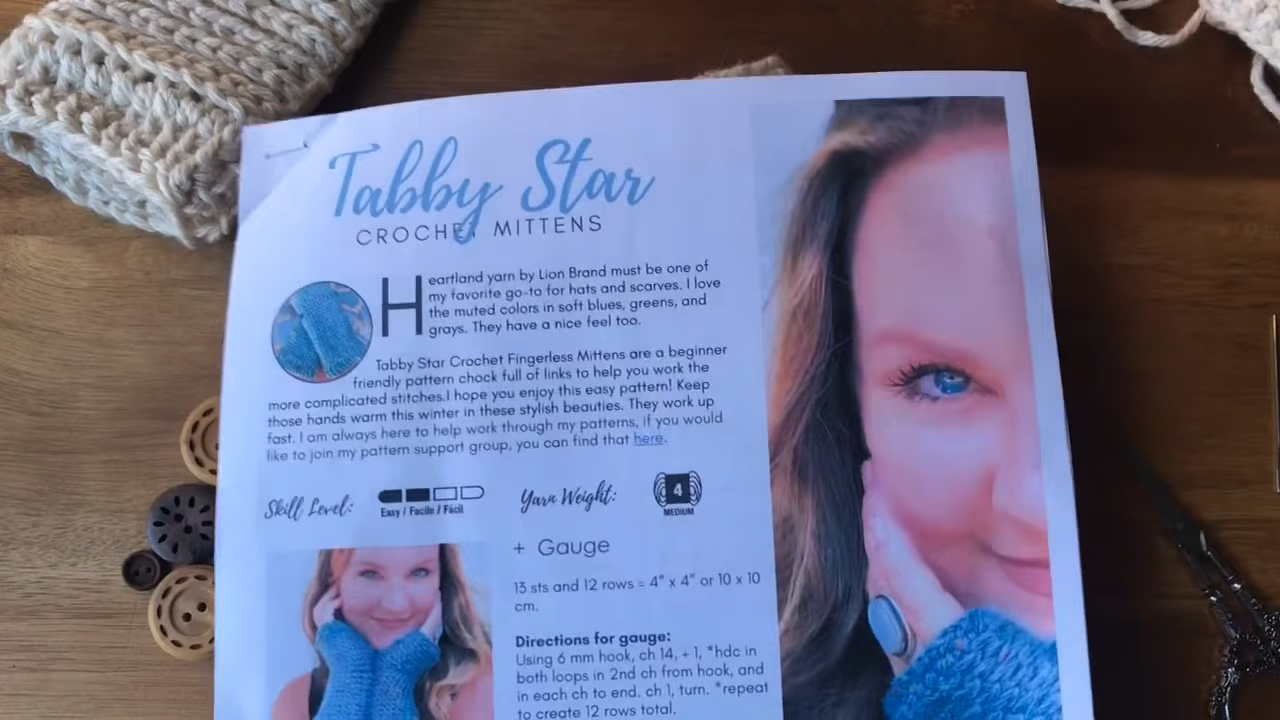 Tabby Star
CROCHET MITTENS
Heartland yarn by Lion Brand must be one of
my favorite go-to for hats and scarves. I love
the muted colors in soft blues, greens, and
grays. They have a nice feel too.
Tabby Star Crochet Fingerless Mittens are a beginner
friendly pattern chock full of links to help you work the
more complicated stitches.I hope you enjoy this easy pattern! Keep
those hands warm this winter in these stylish beauties. They work up
fast. I am always here to help work through my patterns, if you would
like to join my pattern support group, you can find that here.
Skill Level:
Easy / Facile / Fácil
Yarn Weight:
4
MEDIUM
+ Gauge
13 sts and 12 rows = 4" x 4" or 10 x 10
cm.
Directions for gauge:
Using 6 mm hook, ch 14, + 1, *hdc in
both loops in 2nd ch from hook, and
in each ch to end. ch 1, turn. *repeat
to create 12 rows total.